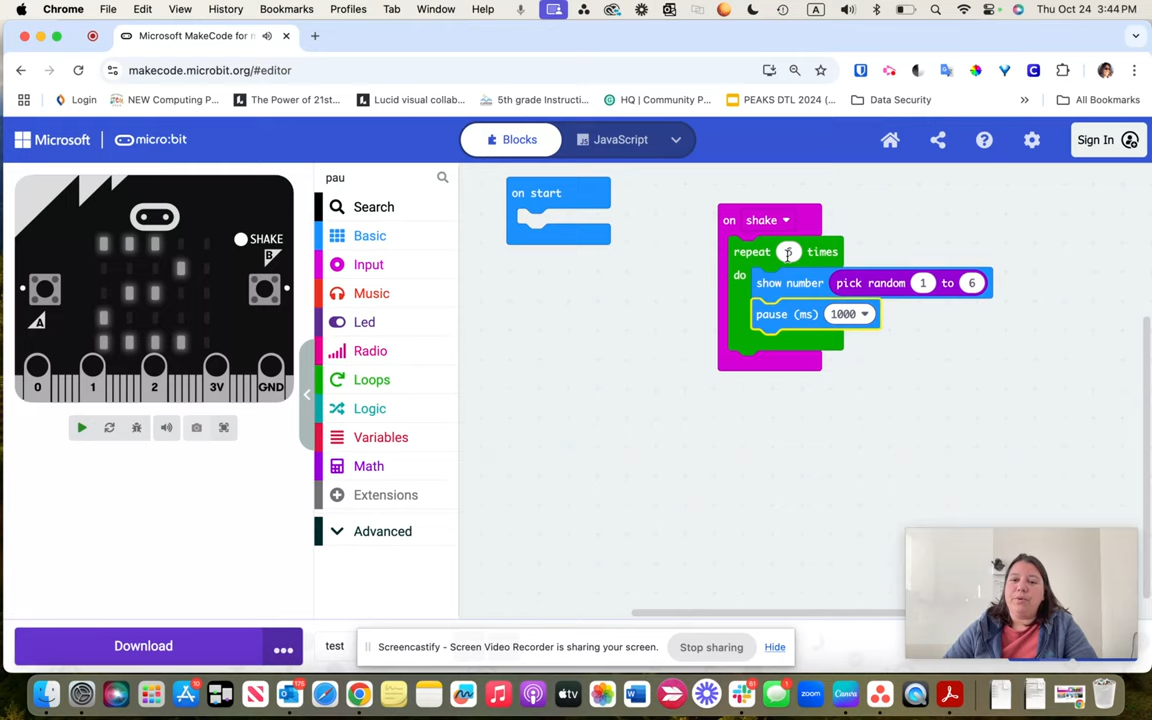 Chrome File Edit View History Bookmarks Profiles Tab Window Help A Thu Oct 24 3:44 PM
Microsoft MakeCode for m
makecode.microbit.org/#editor
Login NEW Computing P... The Power of 21st... Lucid visual collab... 5th grade Instructi... HQ | Community P... PEAKS DTL 2024 (... Data Security All Bookmarks
Microsoft micro:bit Blocks JavaScript Sign In
pau
SHAKE
B
A
0 1 2 3V GND
Search
Basic
Input
Music
Led
Radio
Loops
Logic
Variables
Math
Extensions
Advanced
on start
on shake
repeat times
do
show number pick random 1 to 6
pause (ms) 1000
Download
test
Screencastify - Screen Video Recorder is sharing your screen. Stop sharing Hide
zoom Canva